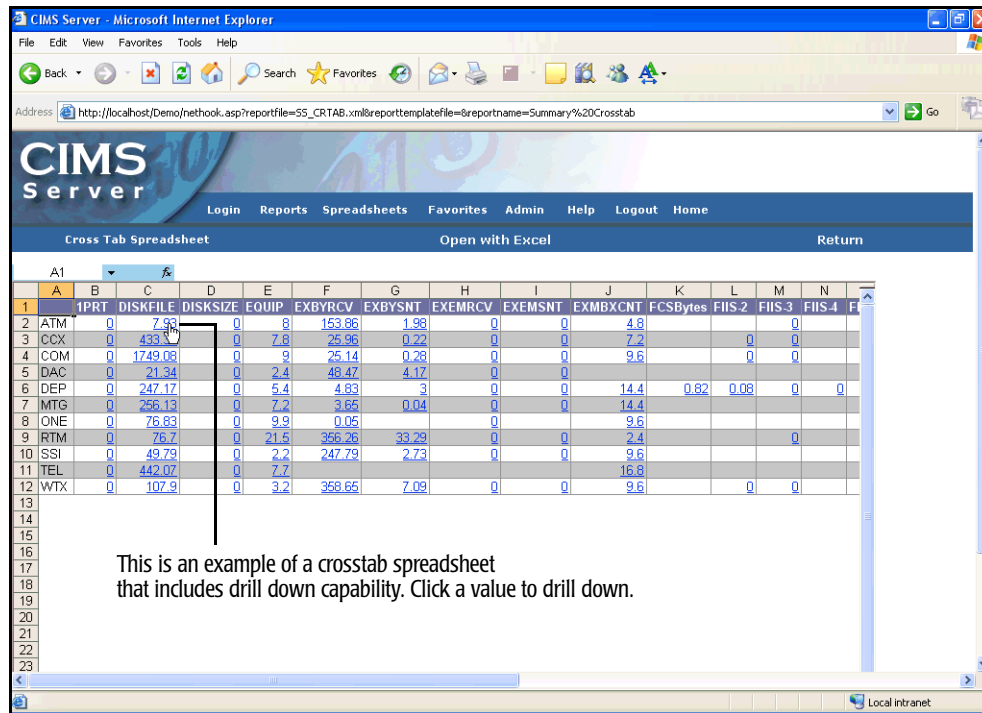 CIMS Server - Microsoft Internet Explorer
File Edit View Favorites Tools Help
Back Search Favorites
Address http://localhost/Demo/nethook.asp?reportfile=SS_CRTAB.xml&reporttemplatefile=&reportname=Summary%20Crosstab Go
CIMS
Server
Login Reports Spreadsheets Favorites Admin Help Logout Home
Cross Tab Spreadsheet Open with Excel Return
A1 fx
A B C D E F G H I J K L M N
1 1PRT DISKFILE DISKSIZE EQUIP EXBYRCV EXBYSNT EXEMRCV EXEMSNT EXMBXCNT FCSBytes FIIS-2 FIIS-3 FIIS-4
2 ATM 0 7.93 0 8 153.86 1.98 0 0 4.8 0
3 CCX 0 0 7.8 25.96 0.22 0 0 7.2 0 0
4 COM 0 1749.08 0 9 25.14 0.28 0 0 9.6 0 0
5 DAC 0 21.34 0 2.4 48.47 4.17 0 0
6 DEP 0 247.17 0 5.4 4.83 3 0 0 14.4 0.82 0.08 0 0
7 MTG 0 256.13 0 7.2 3.65 0.04 0 0 14.4
8 ONE 0 76.83 0 9.9 0.05 0 9.6
9 RTM 0 76.7 0 21.5 356.26 33.29 0 0 2.4 0
10 SSI 0 49.79 0 2.2 247.79 2.73 0 0 9.6
11 TEL 0 442.07 0 7.7 16.8
12 WTX 0 107.9 0 3.2 358.65 7.09 0 0 9.6 0 0
13
14
15
16
17
18
19
20
21
22
23
This is an example of a crosstab spreadsheet
that includes drill down capability. Click a value to drill down.
Local intranet